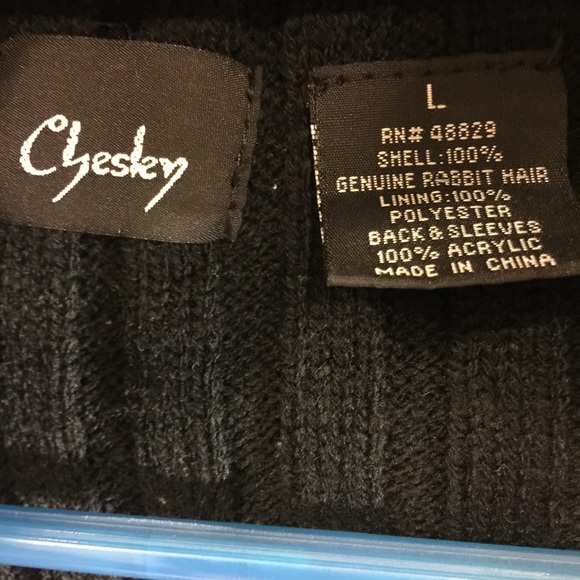 Chesley
L
RN# 48829
SHELL:100%
GENUINE RABBIT HAIR
LINING:100%
POLYESTER
BACK & SLEEVES
100% ACRYLIC
MADE IN CHINA